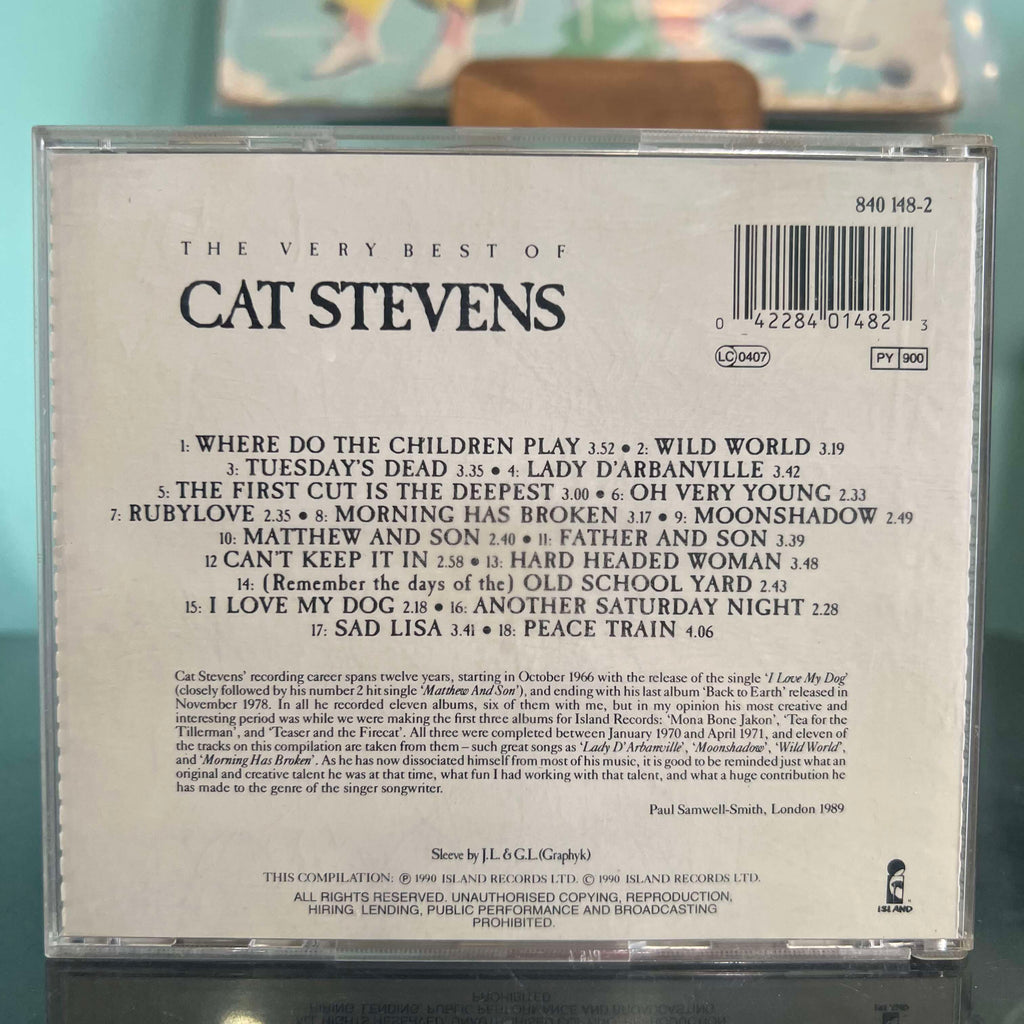 840 148-2
THE VERY BEST OF
CAT STEVENS
0 42284 01482 3
LC 0407
PY 900
1: WHERE DO THE CHILDREN PLAY 3.52 • 2: WILD WORLD 3.19
3: TUESDAY'S DEAD 3.35 • 4: LADY D'ARBANVILLE 3.42
5: THE FIRST CUT IS THE DEEPEST 3.00 • 6: OH VERY YOUNG 2.33
7: RUBYLOVE 2.35 • 8: MORNING HAS BROKEN 3.17 • 9: MOONSHADOW 2.49
10: MATTHEW AND SON 2.40 • 11: FATHER AND SON 3.39
12 CAN'T KEEP IT IN 2.58 • 13: HARD HEADED WOMAN 3.48
14: (Remember the days of the) OLD SCHOOL YARD 2.43
15: I LOVE MY DOG 2.18 • 16: ANOTHER SATURDAY NIGHT 2.28
17: SAD LISA 3.41 • 18: PEACE TRAIN 4.06
Cat Stevens' recording career spans twelve years, starting in October 1966 with the release of the single 'I Love My Dog'
(closely followed by his number 2 hit single 'Matthew And Son'), and ending with his last album 'Back to Earth' released in
November 1978. In all he recorded eleven albums, six of them with me, but in my opinion his most creative and
interesting period was while we were making the first three albums for Island Records: 'Mona Bone Jakon', 'Tea for the
Tillerman', and 'Teaser and the Firecat'. All three were completed between January 1970 and April 1971, and eleven of
the tracks on this compilation are taken from them – such great songs as 'Lady D'Arbanville', 'Moonshadow', 'Wild World',
and 'Morning Has Broken'. As he has now dissociated himself from most of his music, it is good to be reminded just what an
original and creative talent he was at that time, what fun I had working with that talent, and what a huge contribution he
has made to the genre of the singer songwriter.
Paul Samwell-Smith, London 1989
Sleeve by J.L. & G.L. (Graphyk)
THIS COMPILATION: ℗ 1990 ISLAND RECORDS LTD. © 1990 ISLAND RECORDS LTD.
ALL RIGHTS RESERVED. UNAUTHORISED COPYING, REPRODUCTION,
HIRING, LENDING, PUBLIC PERFORMANCE AND BROADCASTING
PROHIBITED.
ISLAND